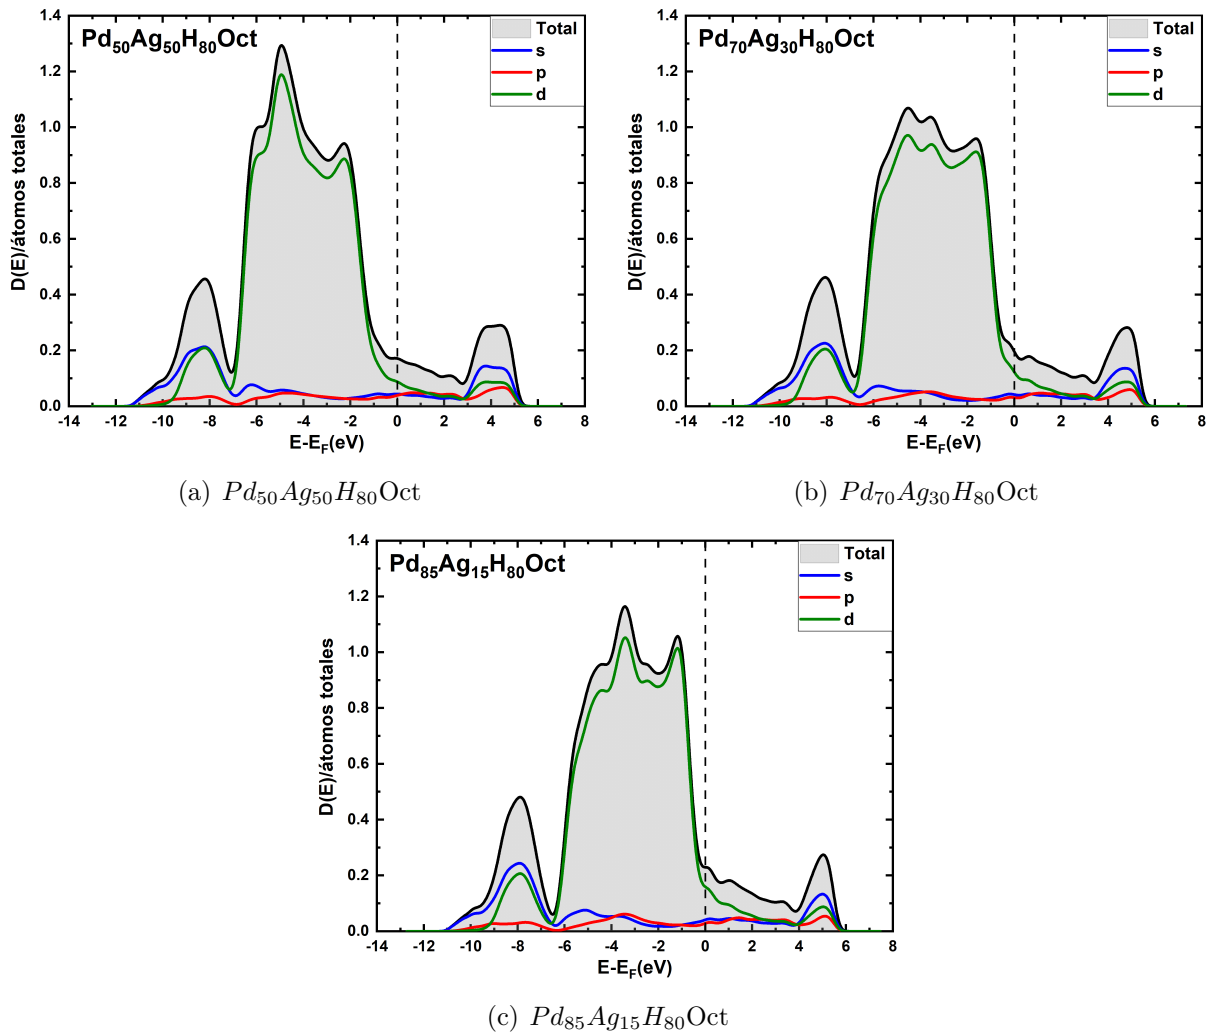 Pd50Ag50H80Oct
Total
s
p
d
D(E)/átomos totales
1.4
1.2
1.0
0.8
0.6
0.4
0.2
0.0
-14 -12 -10 -8 -6 -4 -2 0 2 4 6 8
E-EF(eV)
(a) Pd50Ag50H80Oct
Pd70Ag30H80Oct
Total
s
p
d
D(E)/átomos totales
1.4
1.2
1.0
0.8
0.6
0.4
0.2
0.0
-14 -12 -10 -8 -6 -4 -2 0 2 4 6 8
E-EF(eV)
(b) Pd70Ag30H80Oct
Pd85Ag15H80Oct
Total
s
p
d
D(E)/átomos totales
1.4
1.2
1.0
0.8
0.6
0.4
0.2
0.0
-14 -12 -10 -8 -6 -4 -2 0 2 4 6 8
E-EF(eV)
(c) Pd85Ag15H80Oct